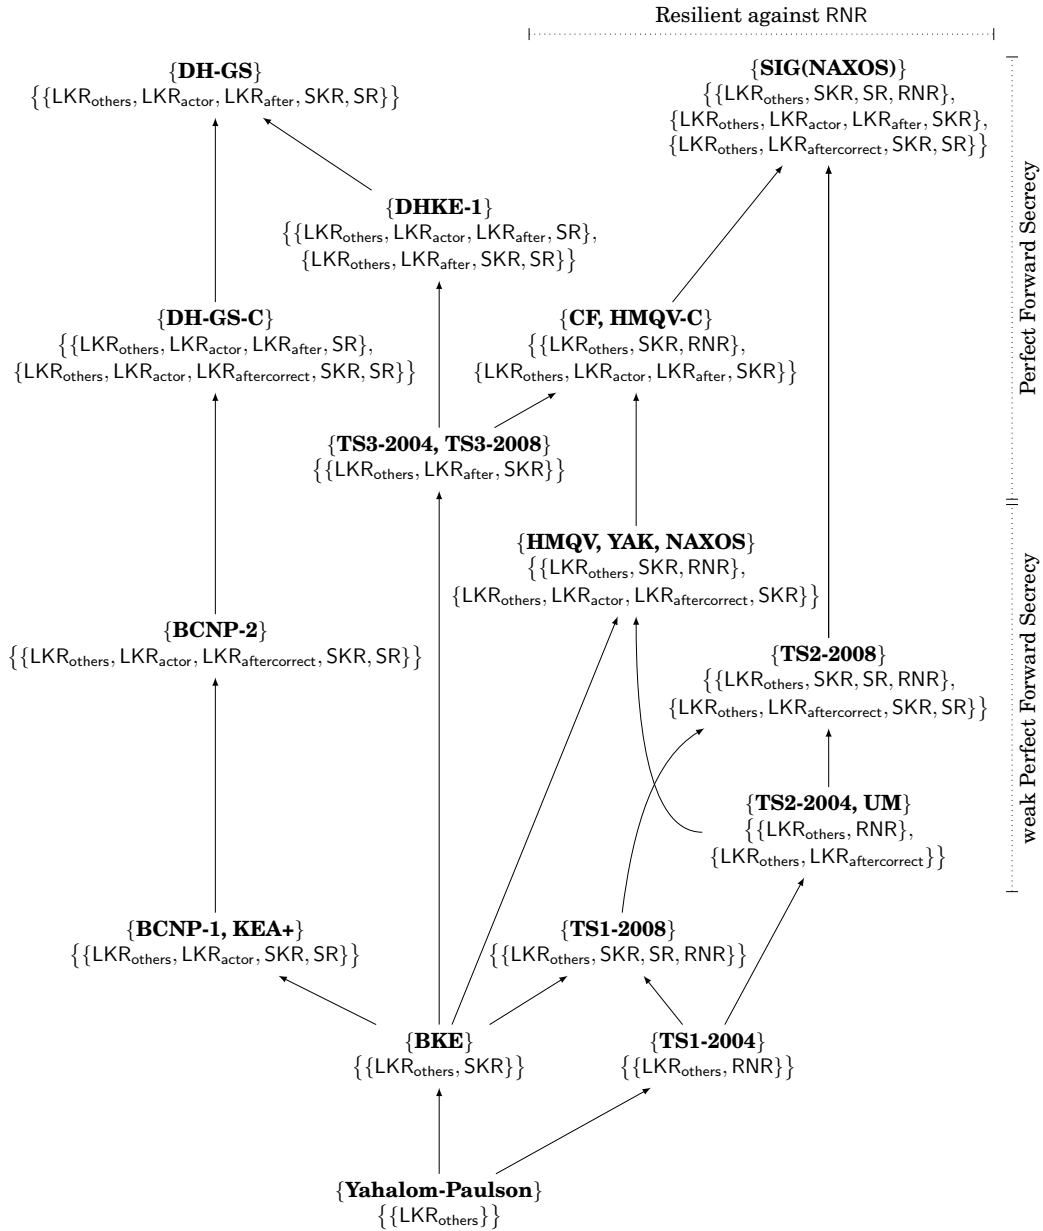 Resilient against RNR
{DH-GS}
{{LKRothers, LKRactor, LKRafter, SKR, SR}}
{SIG(NAXOS)}
{{LKRothers, SKR, SR, RNR},
{LKRothers, LKRactor, LKRafter, SKR},
{LKRothers, LKRaftercorrect, SKR, SR}}
Perfect Forward Secrecy
{DHKE-1}
{{LKRothers, LKRactor, LKRafter, SR},
{LKRothers, LKRafter, SKR, SR}}
{DH-GS-C}
{{LKRothers, LKRactor, LKRafter, SR},
{LKRothers, LKRactor, LKRaftercorrect, SKR, SR}}
{CF, HMQV-C}
{{LKRothers, SKR, RNR},
{LKRothers, LKRactor, LKRafter, SKR}}
{TS3-2004, TS3-2008}
{{LKRothers, LKRafter, SKR}}
{HMQV, YAK, NAXOS}
{{LKRothers, SKR, RNR},
{LKRothers, LKRactor, LKRaftercorrect, SKR}}
weak Perfect Forward Secrecy
{BCNP-2}
{{LKRothers, LKRactor, LKRaftercorrect, SKR, SR}}
{TS2-2008}
{{LKRothers, SKR, SR, RNR},
{LKRothers, LKRaftercorrect, SKR, SR}}
{TS2-2004, UM}
{{LKRothers, RNR},
{LKRothers, LKRaftercorrect}}
{BCNP-1, KEA+}
{{LKRothers, LKRactor, SKR, SR}}
{TS1-2008}
{{LKRothers, SKR, SR, RNR}}
{BKE}
{{LKRothers, SKR}}
{TS1-2004}
{{LKRothers, RNR}}
{Yahalom-Paulson}
{{LKRothers}}